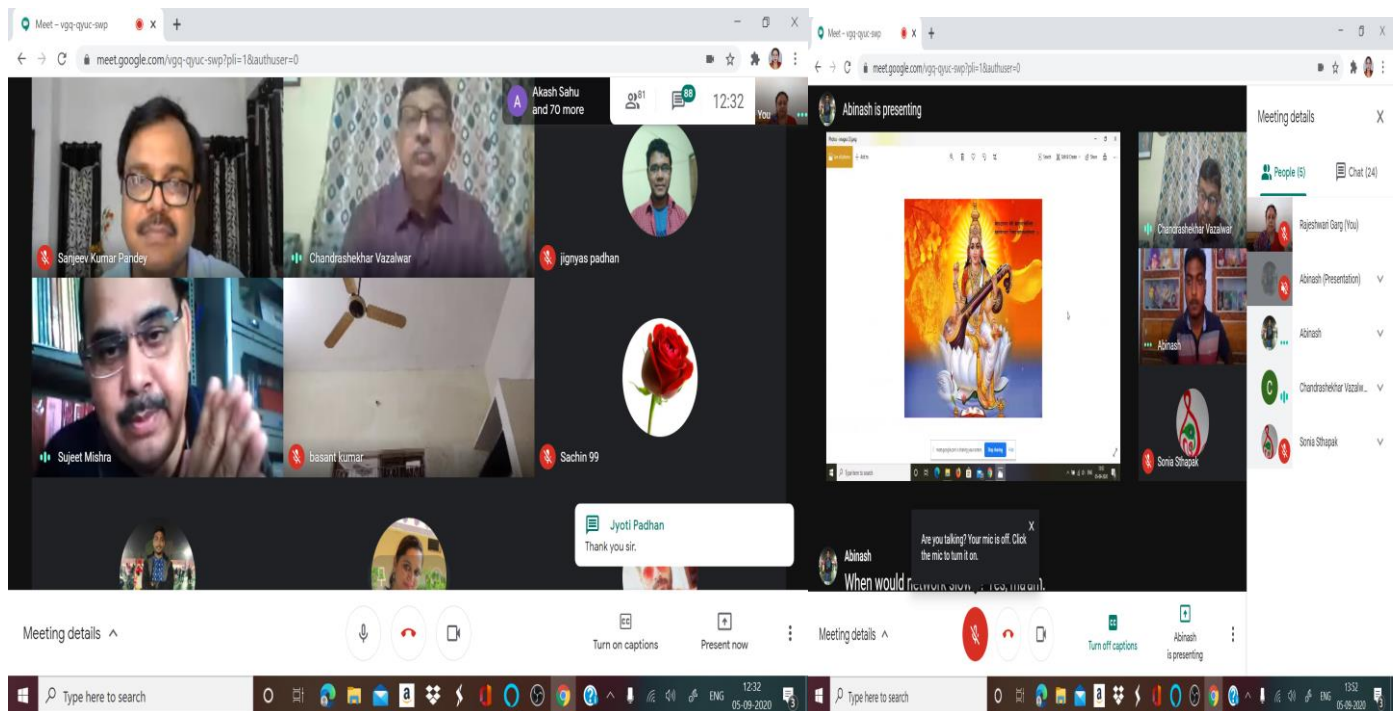 Meet – vgq-qyuc-swp
meet.google.com/vgq-qyuc-swp?pli=1&authuser=0
A
Akash Sahu
and 70 more
81
88
12:32
You
Sanjeev Kumar Pandey
Chandrashekhar Vazalwar
jignyas padhan
Sujeet Mishra
basant kumar
Sachin 99
Jyoti Padhan
Thank you sir.
Meeting details
Turn on captions
Present now
Type here to search
ENG
12:32
05-09-2020
3
Meet – vgq-qyuc-swp
meet.google.com/vgq-qyuc-swp?pli=1&authuser=0
Abinash is presenting
Chandrashekhar Vazalwar
Abinash
Sonia Sthapak
Type here to search
Abinash
When would network slow ? Yes, ma'am.
Are you talking? Your mic is off. Click
the mic to turn it on.
Meeting details
X
People (5)
Chat (24)
Rajeshwari Garg (You)
Abinash (Presentation)
Abinash
C
Chandrashekhar Vazalw...
Sonia Sthapak
Meeting details
Turn off captions
Abinash
is presenting
Type here to search
ENG
13:52
05-09-2020
3